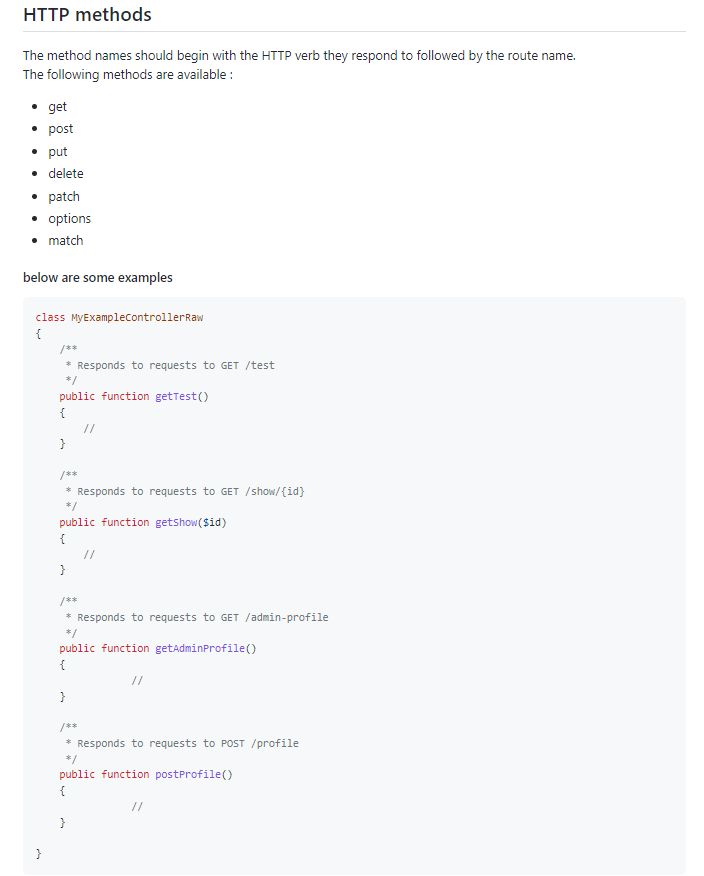 HTTP methods
The method names should begin with the HTTP verb they respond to followed by the route name.
The following methods are available :
get
post
put
delete
patch
options
match
below are some examples
class MyExampleControllerRaw
{
    /**
     * Responds to requests to GET /test
     */
    public function getTest()
    {
        //
    }

    /**
     * Responds to requests to GET /show/{id}
     */
    public function getShow($id)
    {
        //
    }

    /**
     * Responds to requests to GET /admin-profile
     */
    public function getAdminProfile()
    {
                //
    }

    /**
     * Responds to requests to POST /profile
     */
    public function postProfile()
    {
                //
    }

}